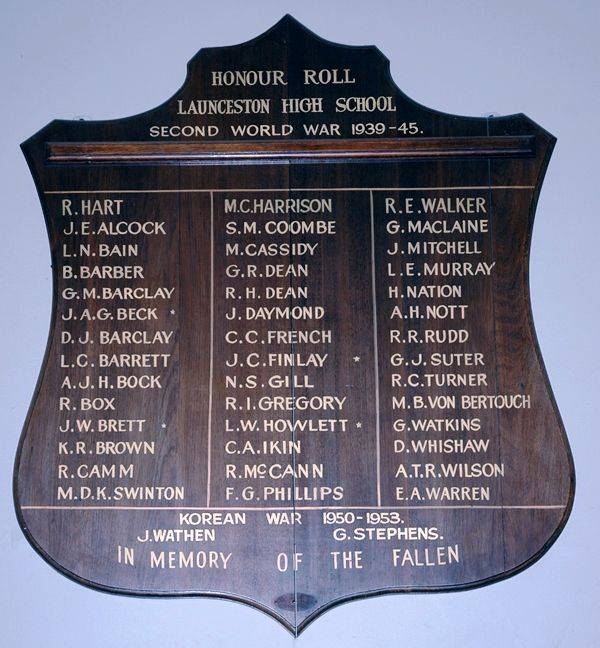 HONOUR ROLL
LAUNCESTON HIGH SCHOOL
SECOND WORLD WAR 1939-45.
R. HART
J. E. ALCOCK
L. N. BAIN
B. BARBER
G. M. BARCLAY
J. A. G. BECK *
D. J. BARCLAY
L. C. BARRETT
A. J. H. BOCK
R. BOX
J. W. BRETT *
K. R. BROWN
R. CAMM
M. D. K. SWINTON
M. C. HARRISON
S. M. COOMBE
M. CASSIDY
G. R. DEAN
R. H. DEAN
J. DAYMOND
C. C. FRENCH
J. C. FINLAY *
N. S. GILL
R. I. GREGORY
L. W. HOWLETT *
C. A. IKIN
R. McCANN
F. G. PHILLIPS
R. E. WALKER
G. MACLAINE
J. MITCHELL
L. E. MURRAY
H. NATION
A. H. NOTT
R. R. RUDD
G. J. SUTER
R. C. TURNER
M. B. VON BERTOUCH
G. WATKINS
D. WHISHAW
A. T. R. WILSON
E. A. WARREN
KOREAN WAR 1950-1953.
J. WATHEN G. STEPHENS.
IN MEMORY OF THE FALLEN